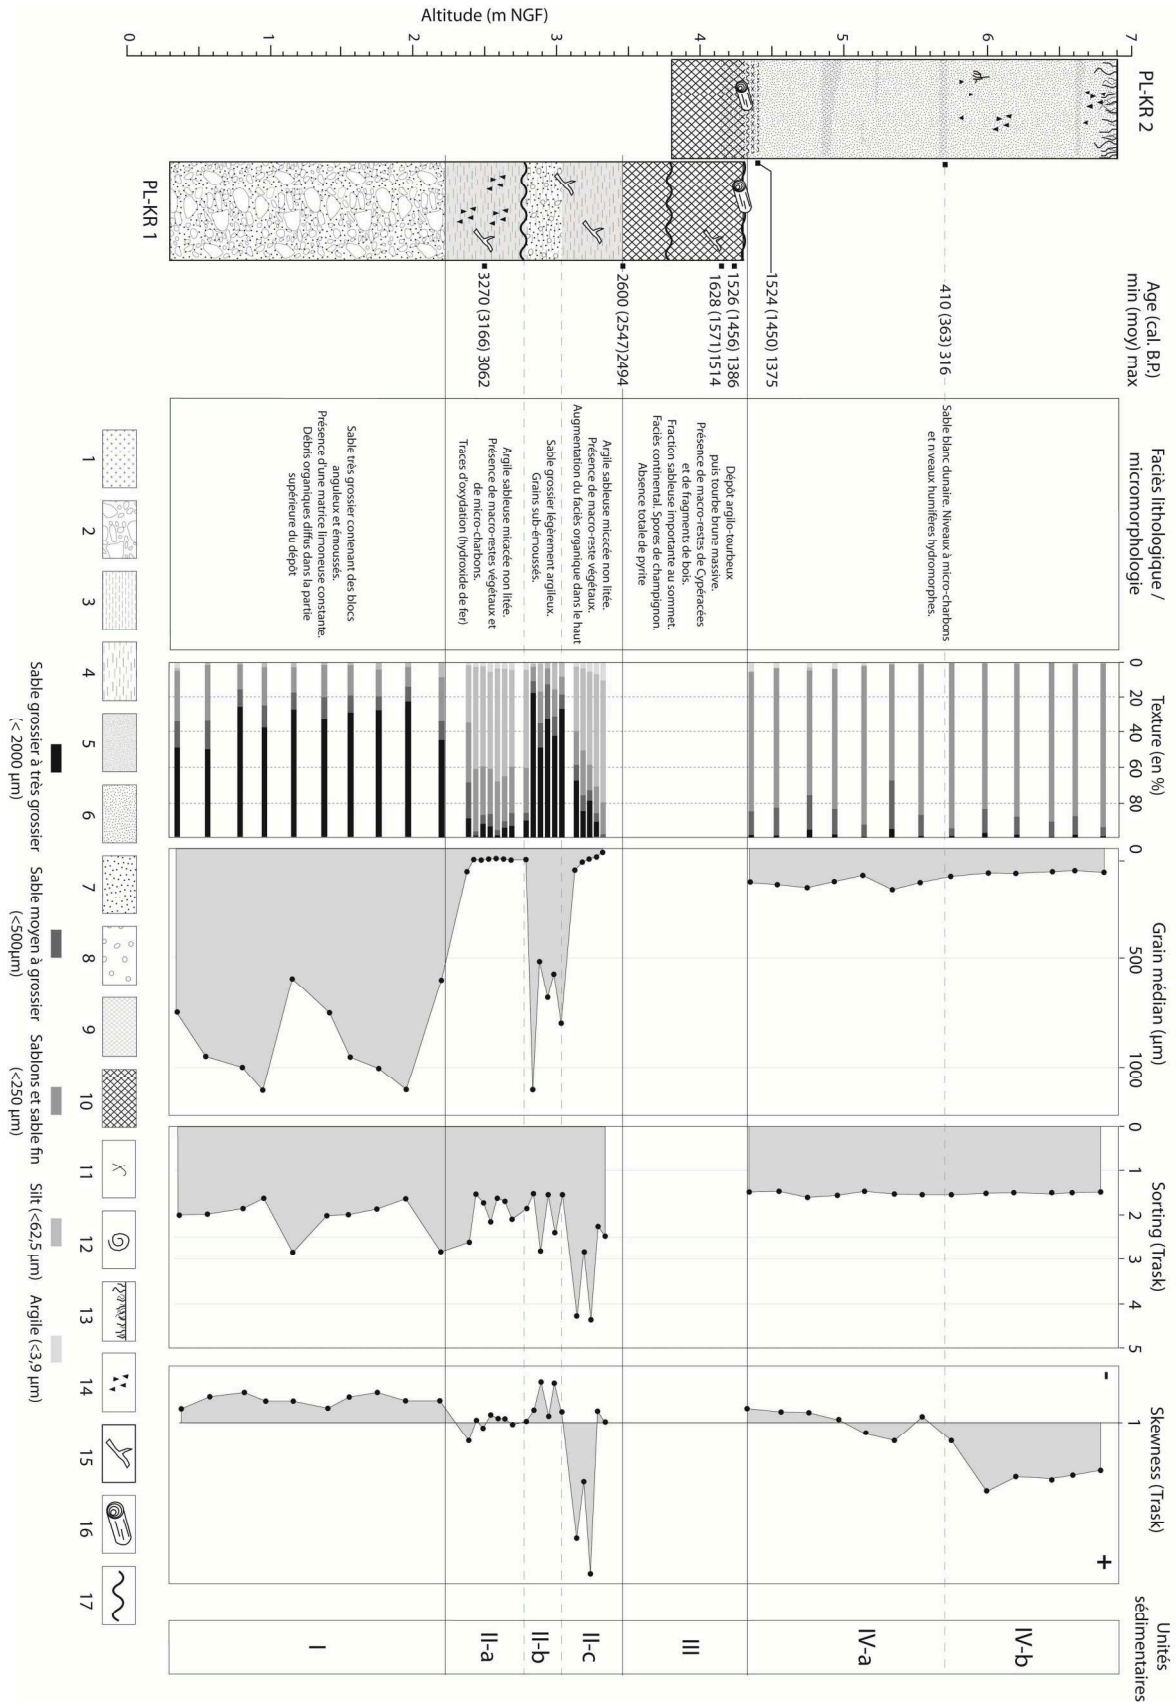 Altitude (m NGF)
0
1
2
3
4
5
6
7
PL-KR 2
PL-KR 1
Age (cal. B.P.)
min (moy) max
410 (363) 316
1524 (1450) 1375
1526 (1456) 1386
1628 (1571)1514
2600 (2547)2494
3270 (3166) 3062
Faciès lithologique /
micromorphologie
Sable blanc dunaire. Niveaux à micro-charbons
et niveaux humifères hydromorphes.
Dépôt argilo-tourbeux
puis tourbe brune massive.
Présence de macro-restes de Cypéracées
et de fragments de bois.
Fraction sableuse importante au sommet.
Faciès continental. Spores de champignon.
Absence totale de pyrite
Argile sableuse micacée non litée.
Présence de macro-reste végétaux.
Augmentation du faciès organique dans le haut
Sable grossier légèrement argileux.
Grains sub-émoussés.
Argile sableuse micacée non litée.
Présence de macro-restes végétaux et
de micro-charbons.
Traces d'oxydation (hydroxide de fer)
Sable très grossier contenant des blocs
anguleux et émoussés.
Présence d'une matrice limoneuse constante.
Débris organiques diffus dans la partie
supérieure du dépôt
Texture (en %)
0
20
40
60
80
Grain médian (µm)
0
500
1000
Sorting (Trask)
0
1
2
3
4
5
Skewness (Trask)
-
1
+
Unités
sédimentaires
IV-b
IV-a
III
II-c
II-b
II-a
I
1
2
3
4
5
6
7
8
9
10
11
12
13
14
15
16
17
Sable grossier à très grossier
(< 2000 µm)
Sable moyen à grossier
(<500µm)
Sablons et sable fin
(<250 µm)
Silt (<62,5 µm)
Argile (<3,9 µm)